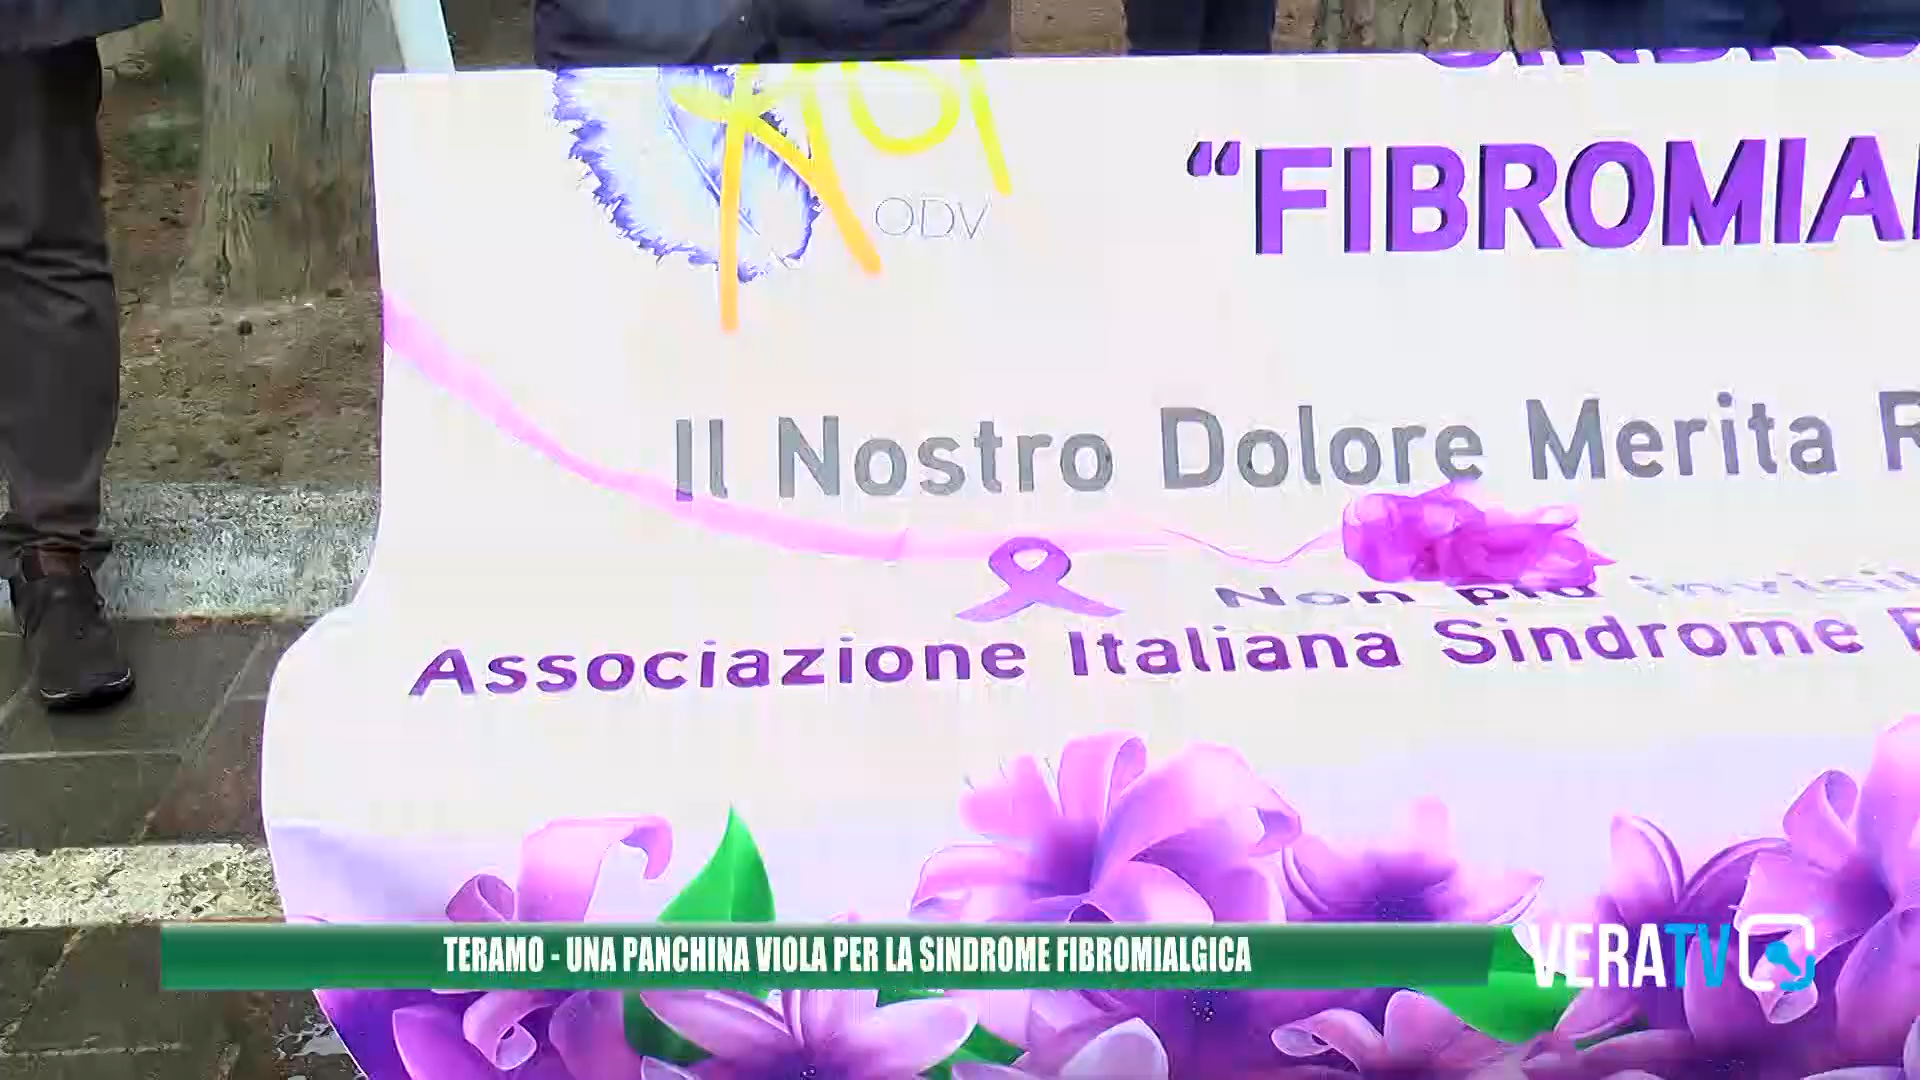 ODV
“FIBROMIA
Il Nostro Dolore Merita R
Non più invisi
Associazione Italiana Sindrome F
TERAMO - UNA PANCHINA VIOLA PER LA SINDROME FIBROMIALGICA
VERATV